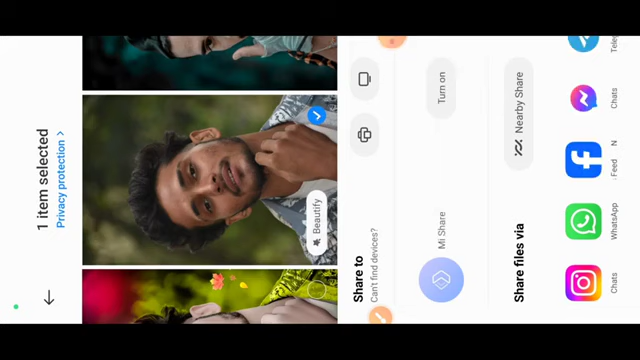 1 item selected
Privacy protection >
Beautify
Share to
Can't find devices?
Mi Share
Turn on
Share files via
Nearby Share
Chats
WhatsApp
Feed
Chats